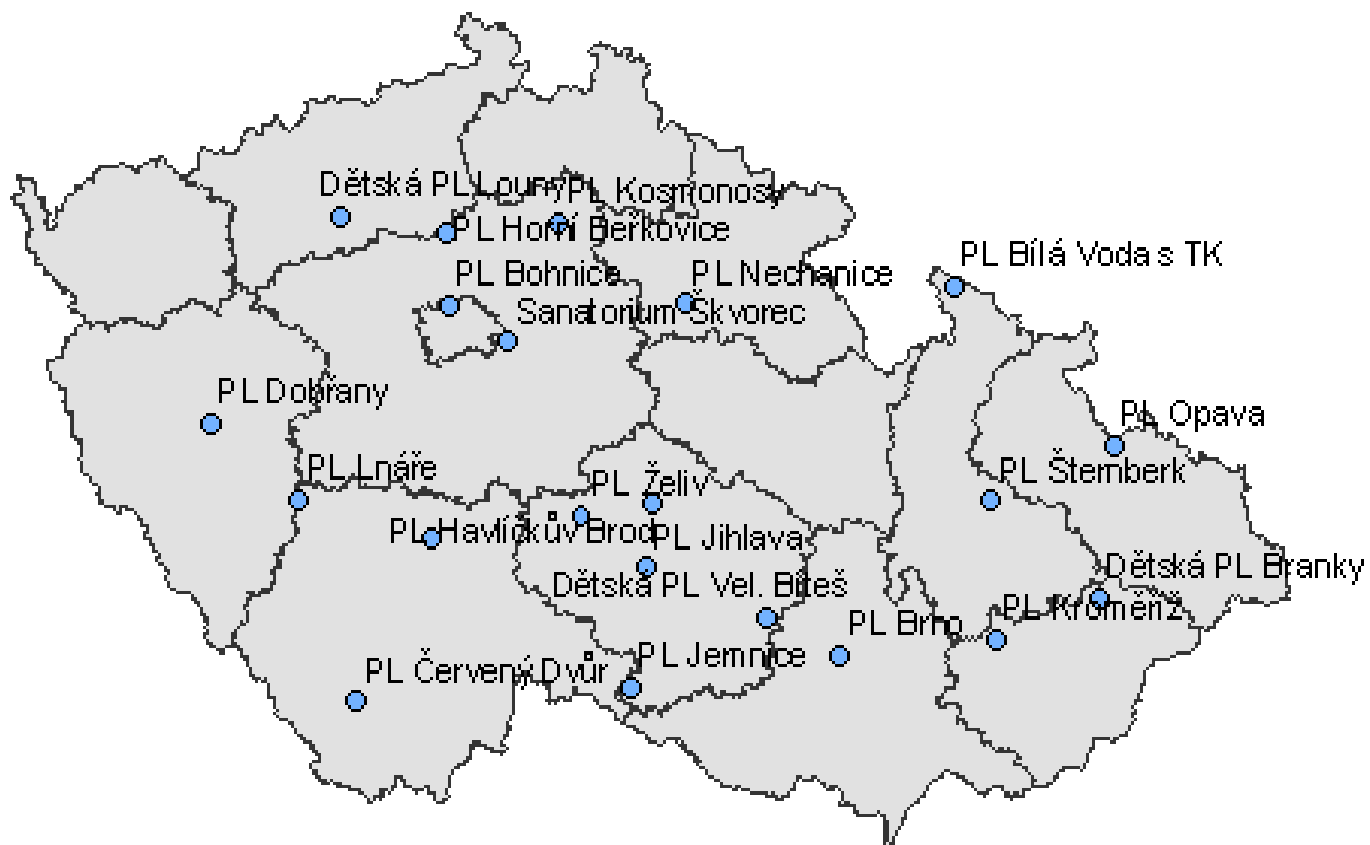 Dětská PL Louny
PL Kosmonosy
PL Horní Beřkovice
PL Bílá Voda s TK
PL Bohnice
PL Nechanice
Sanatorium Škvorec
PL Dobřany
PL Opava
PL Lnáře
PL Šternberk
PL Želiv
PL Havlíčkův Brod
PL Jihlava
Dětská PL Branky
Dětská PL Vel. Bíteš
PL Kroměříž
PL Brno
PL Jemnice
PL Červený Dvůr